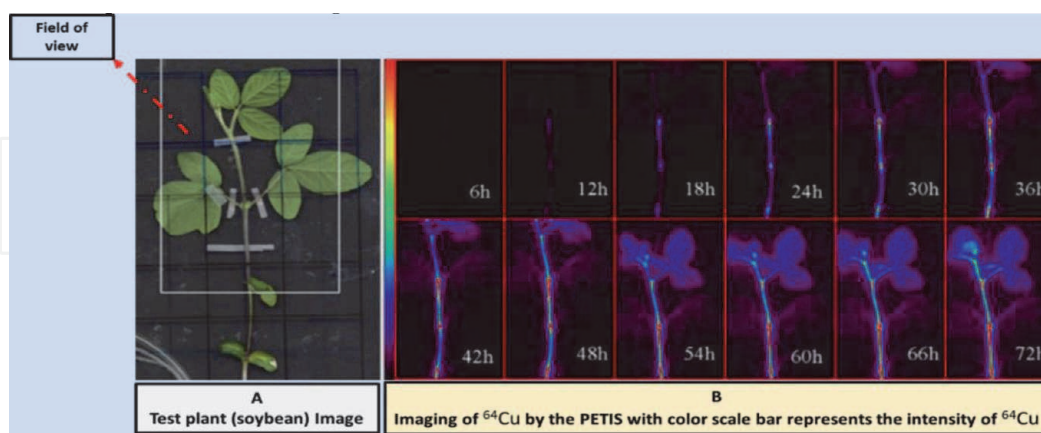 Field of
view
6h
12h
18h
24h
30h
36h
42h
48h
54h
60h
66h
72h
A
Test plant (soybean) Image
B
Imaging of ⁶⁴Cu by the PETIS with color scale bar represents the intensity of ⁶⁴Cu